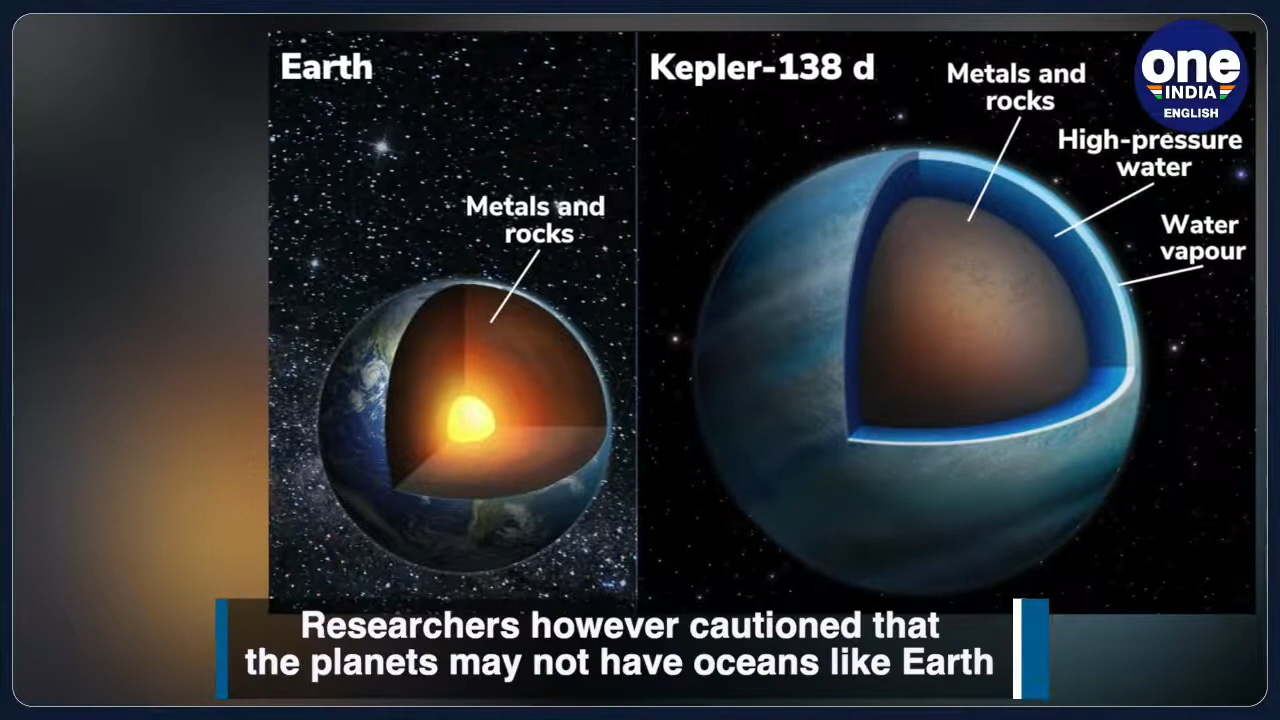 Earth
Metals and
rocks
Kepler-138 d
Metals and
rocks
High-pressure
water
Water
vapour
one
INDIA
ENGLISH
Researchers however cautioned that
the planets may not have oceans like Earth